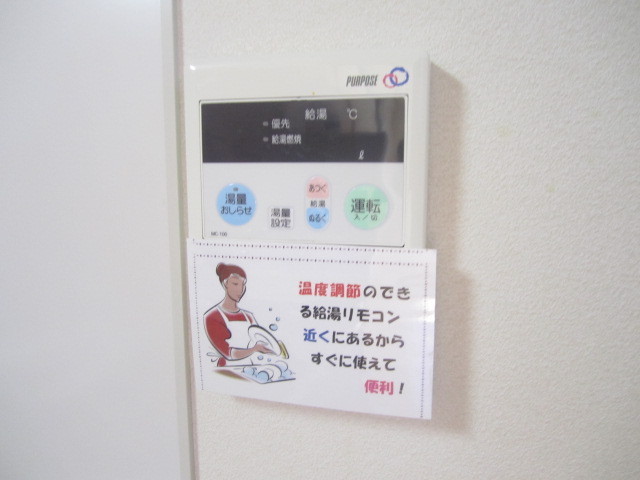 PURPOSE
給湯 ℃
優先
給湯燃焼
ℓ
湯量
おしらせ
湯量
設定
あつく
給湯
ぬるく
運転
入／切
温度調節のでき
る給湯リモコン
近くにあるから
すぐに使えて
便利！